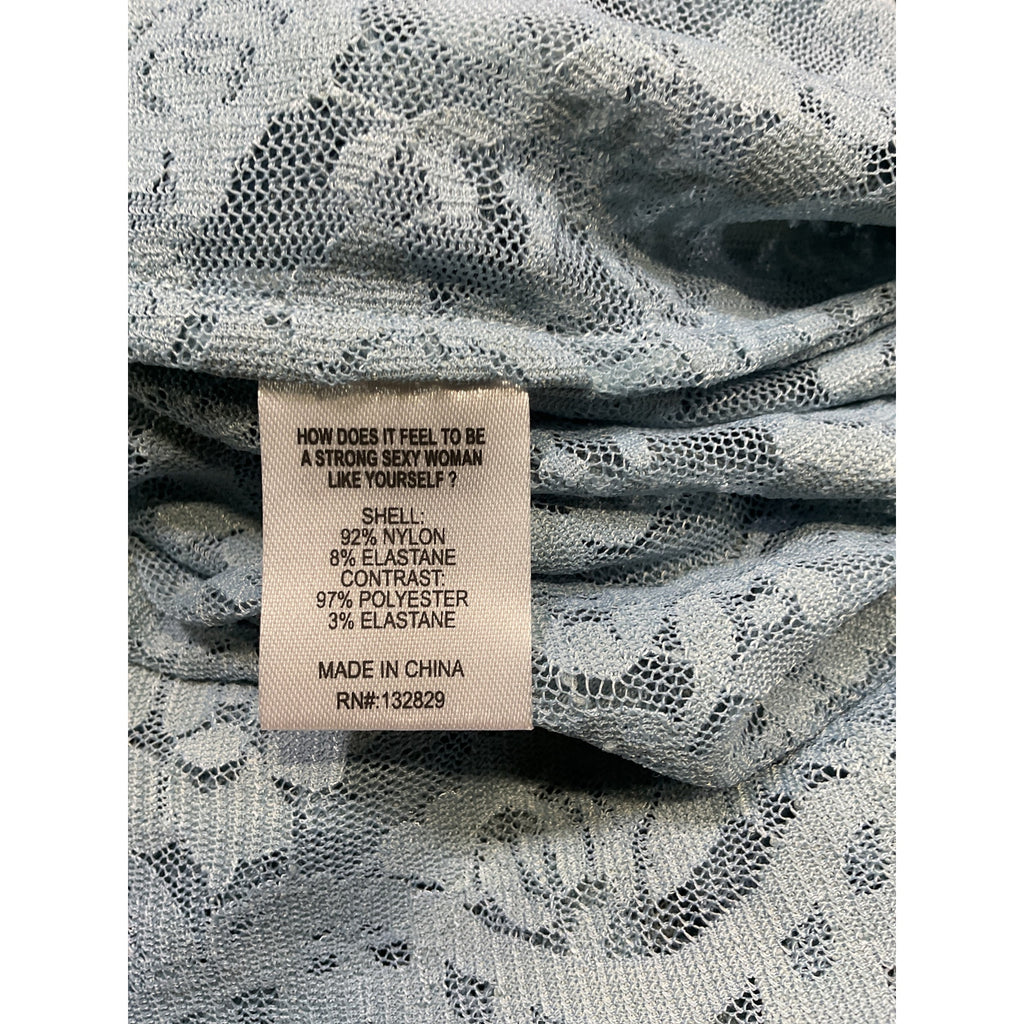 HOW DOES IT FEEL TO BE
A STRONG SEXY WOMAN
LIKE YOURSELF ?
SHELL:
92% NYLON
8% ELASTANE
CONTRAST:
97% POLYESTER
3% ELASTANE
MADE IN CHINA
RN#:132829